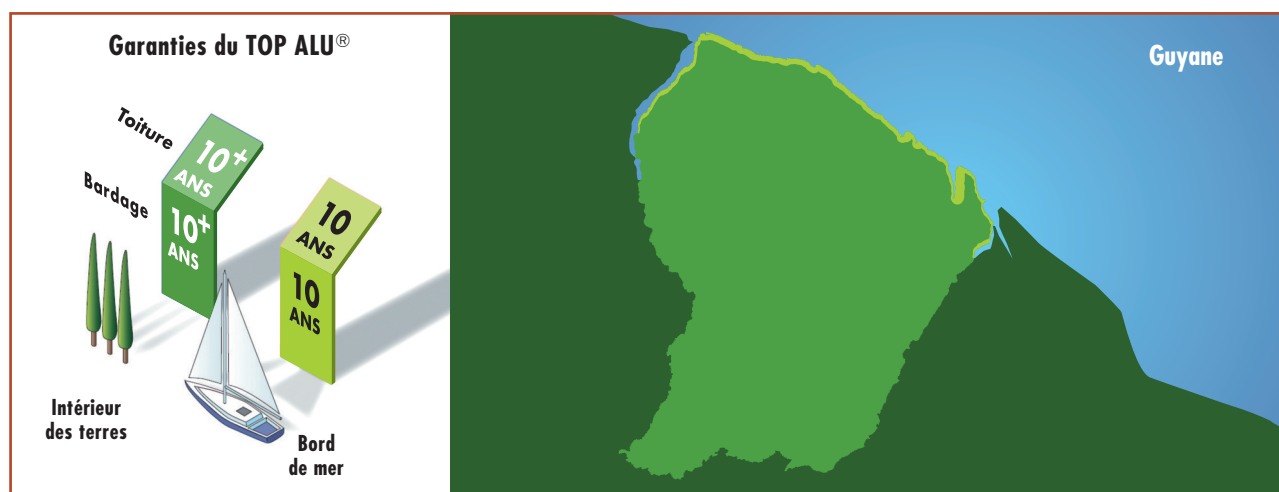 Garanties du TOP ALU®
Toiture
10+
ANS
Bardage
10+
ANS
10
ANS
10
ANS
Intérieur
des terres
Bord
de mer
Guyane